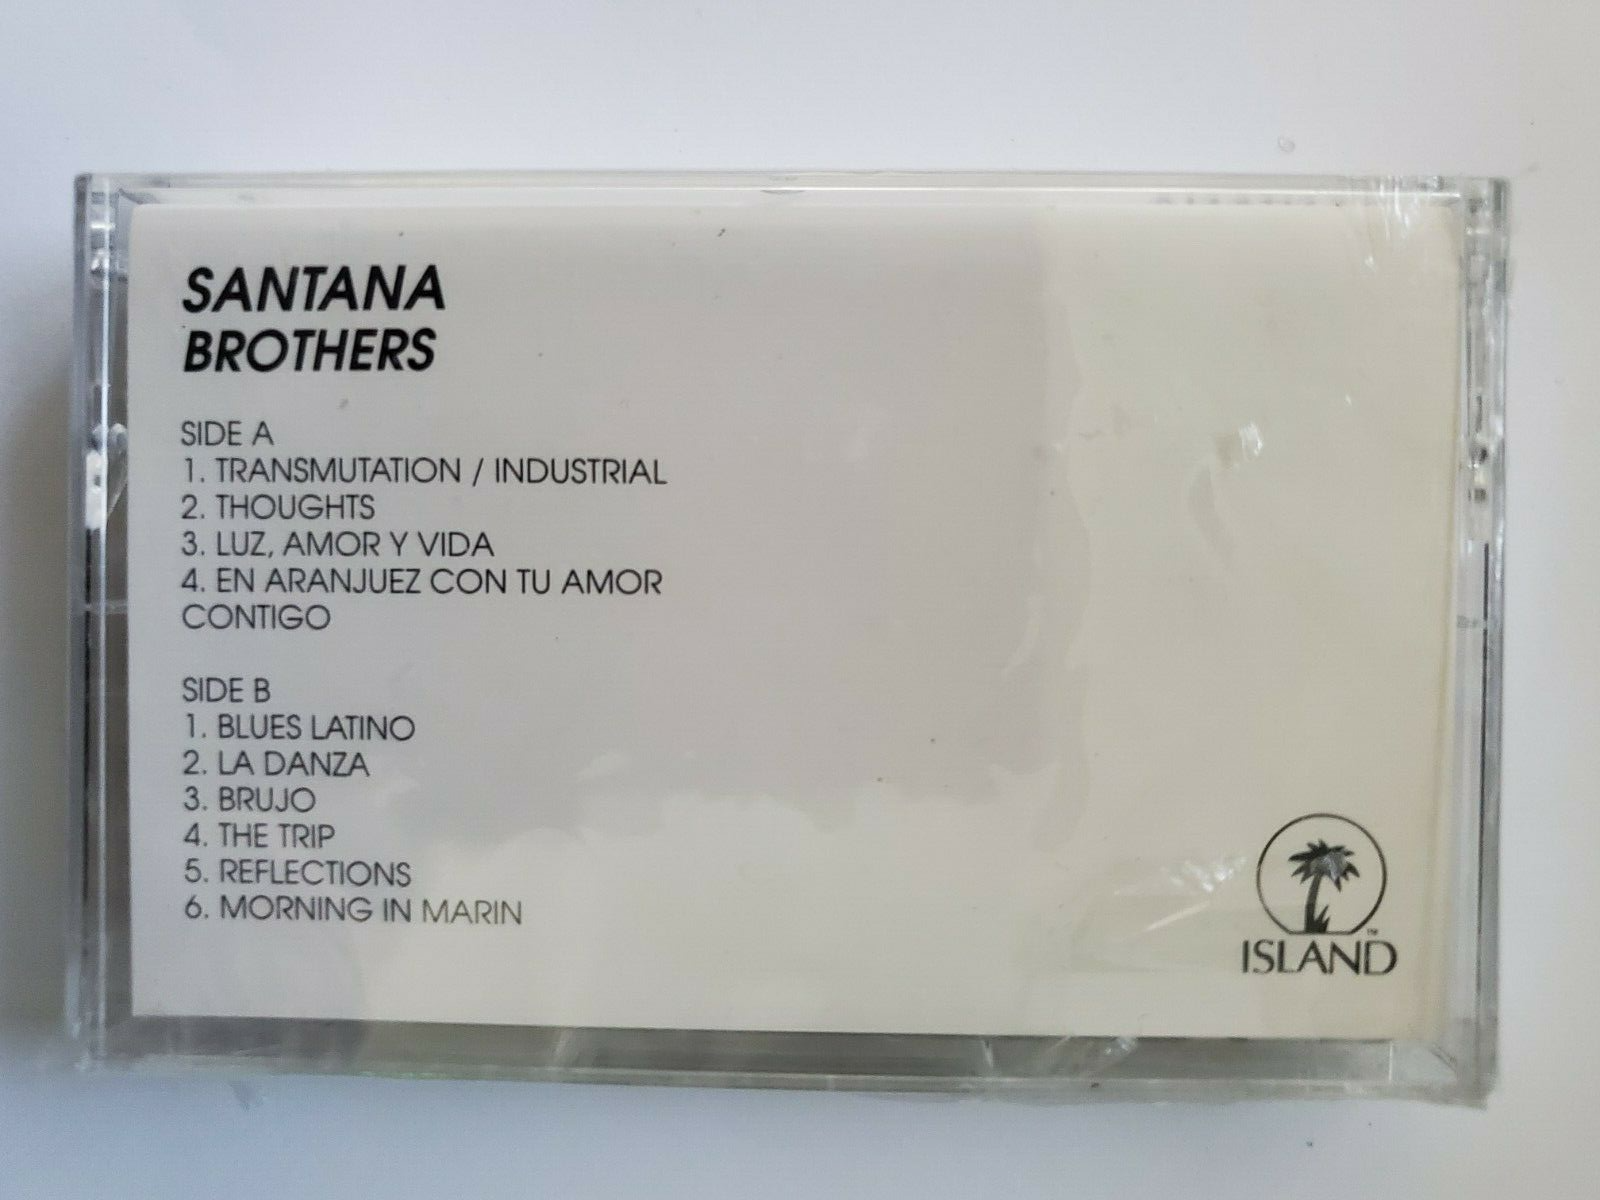 SANTANA
BROTHERS
SIDE A
1. TRANSMUTATION / INDUSTRIAL
2. THOUGHTS
3. LUZ, AMOR Y VIDA
4. EN ARANJUEZ CON TU AMOR
CONTIGO
SIDE B
1. BLUES LATINO
2. LA DANZA
3. BRUJO
4. THE TRIP
5. REFLECTIONS
6. MORNING IN MARIN
TM
ISLAND